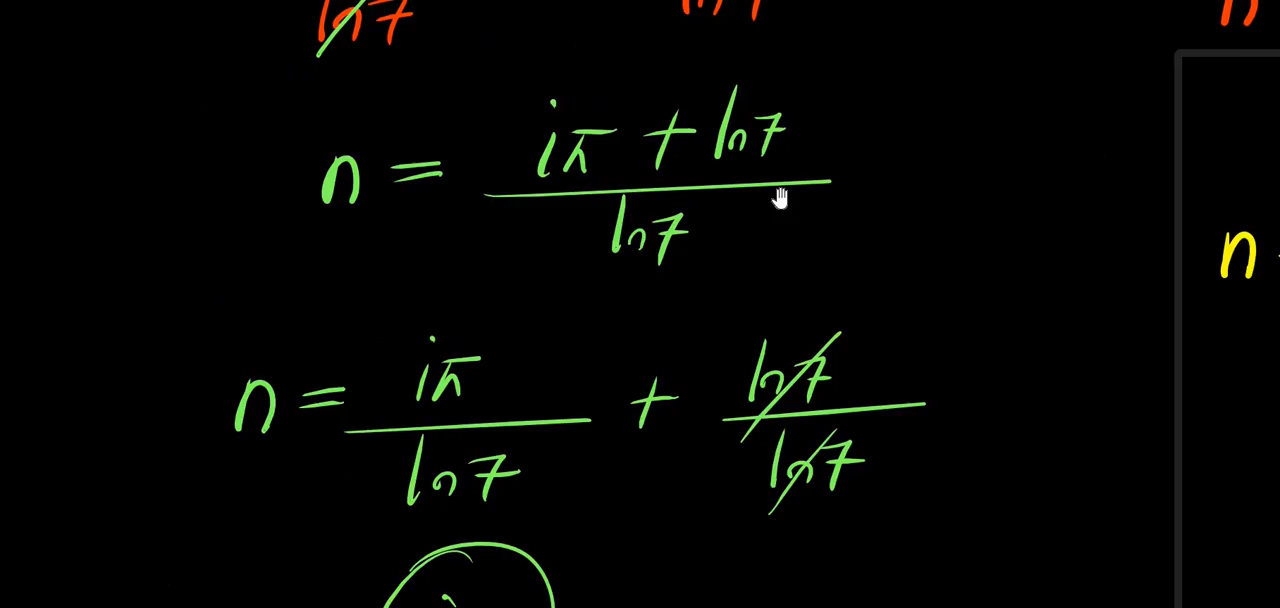 ln7
n = iπ + ln7 / ln7
n
n = iπ / ln7 + ln7 / ln7